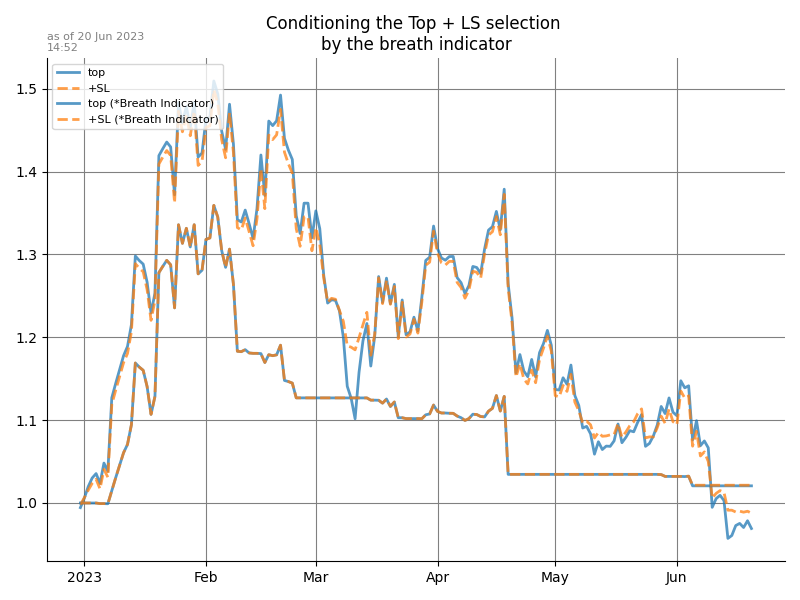 Conditioning the Top + LS selection
by the breath indicator
as of 20 Jun 2023
14:52
top
+SL
top (*Breath Indicator)
+SL (*Breath Indicator)
1.5
1.4
1.3
1.2
1.1
1.0
2023 Feb Mar Apr May Jun